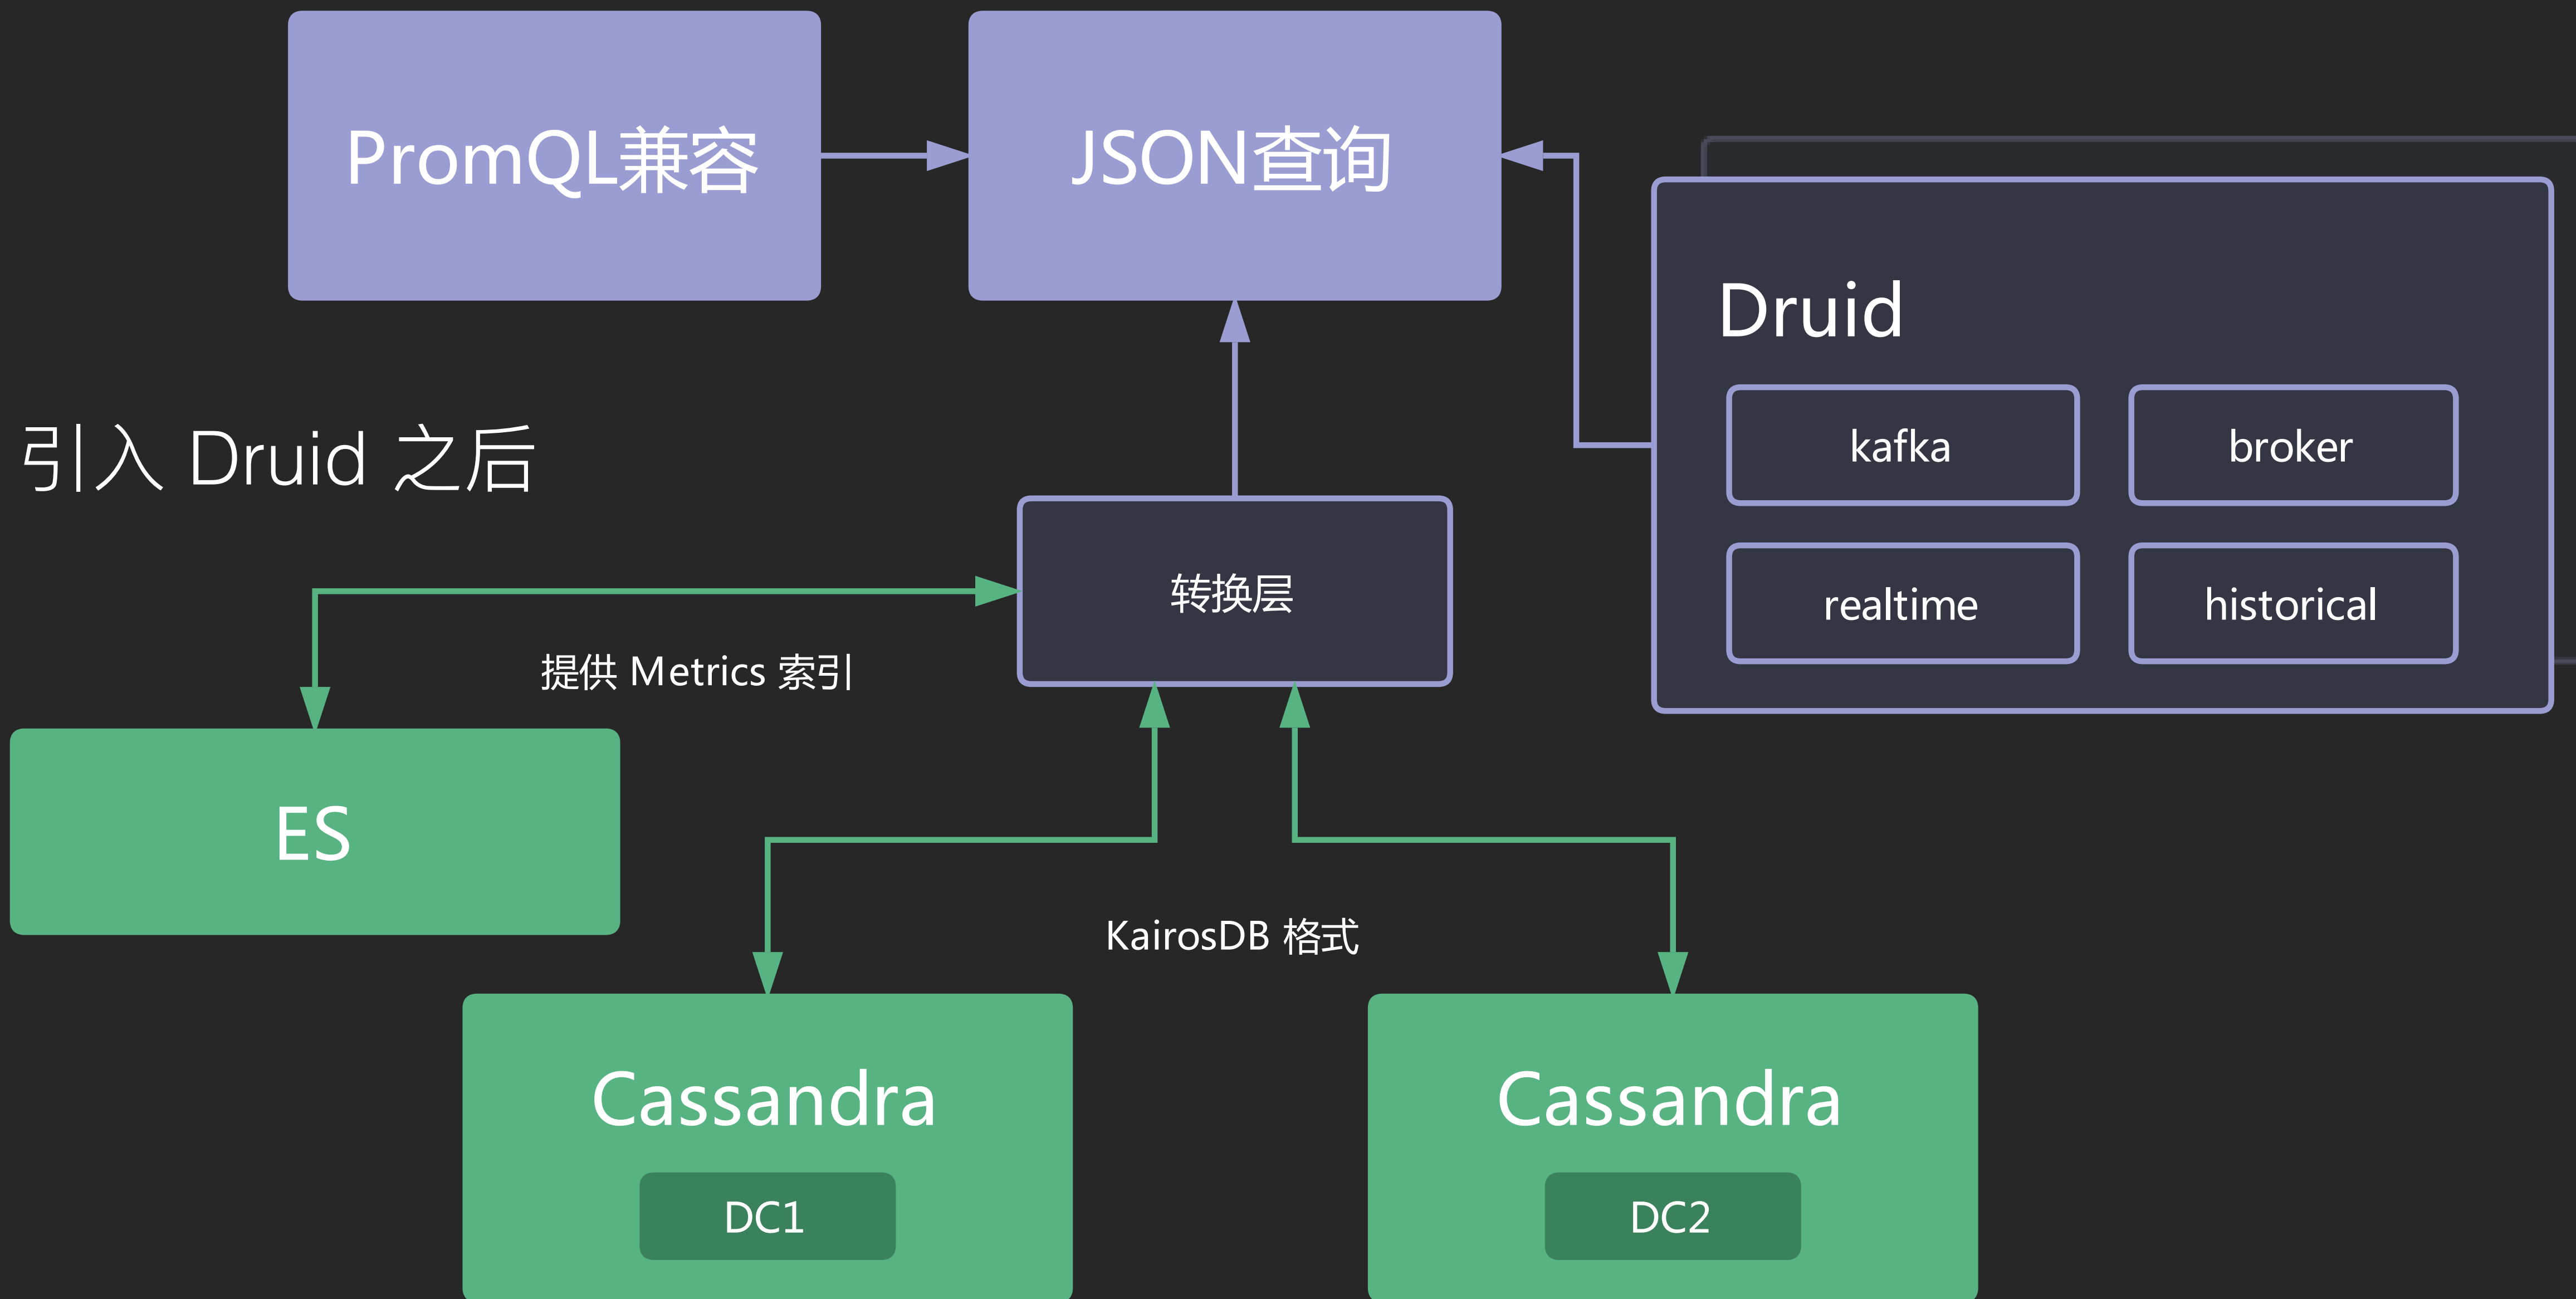 PromQL兼容
JSON查询
Druid
kafka
broker
realtime
historical
引入 Druid 之后
转换层
提供 Metrics 索引
ES
KairosDB 格式
Cassandra
DC1
Cassandra
DC2